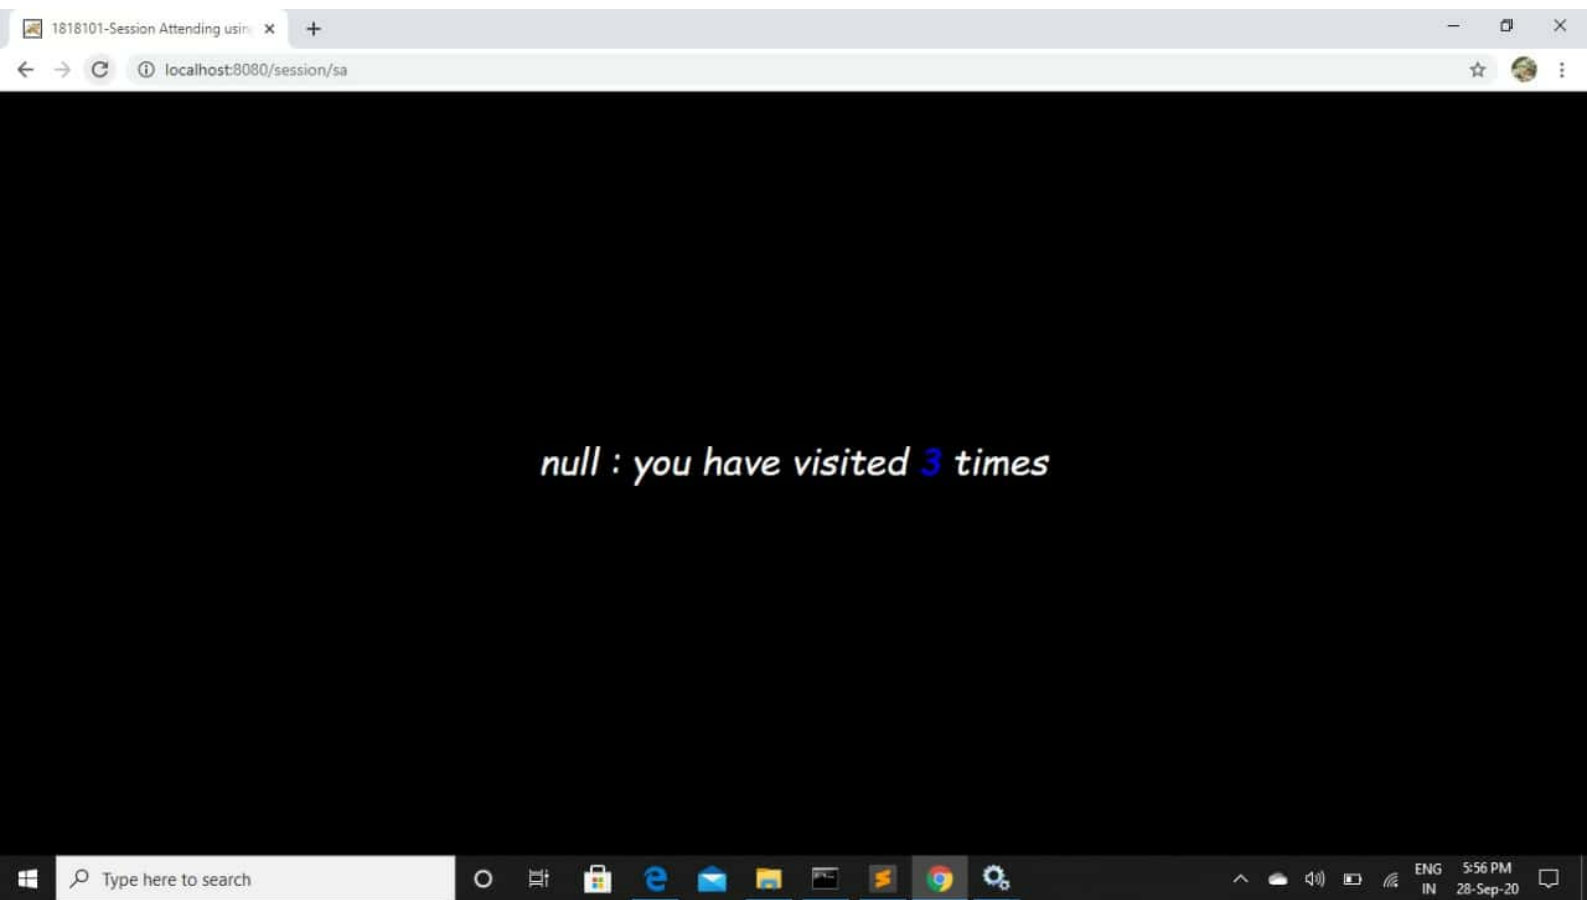 1818101-Session Attending usin
localhost:8080/session/sa
null : you have visited 3 times
Type here to search
ENG 5:56 PM
IN 28-Sep-20